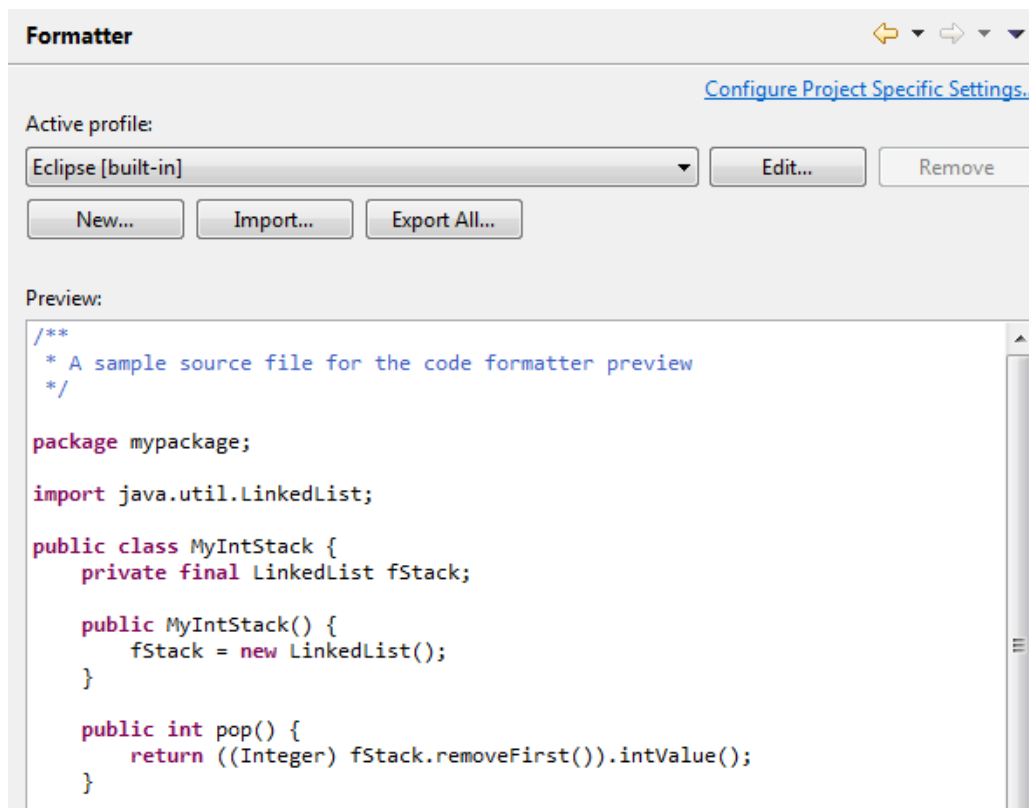 Formatter
Configure Project Specific Settings..
Active profile:
Eclipse [built-in]
Edit...
Remove
New...
Import...
Export All...
Preview:
/**
 * A sample source file for the code formatter preview
 */
package mypackage;
import java.util.LinkedList;
public class MyIntStack {
    private final LinkedList fStack;
    public MyIntStack() {
        fStack = new LinkedList();
    }
    public int pop() {
        return ((Integer) fStack.removeFirst()).intValue();
    }